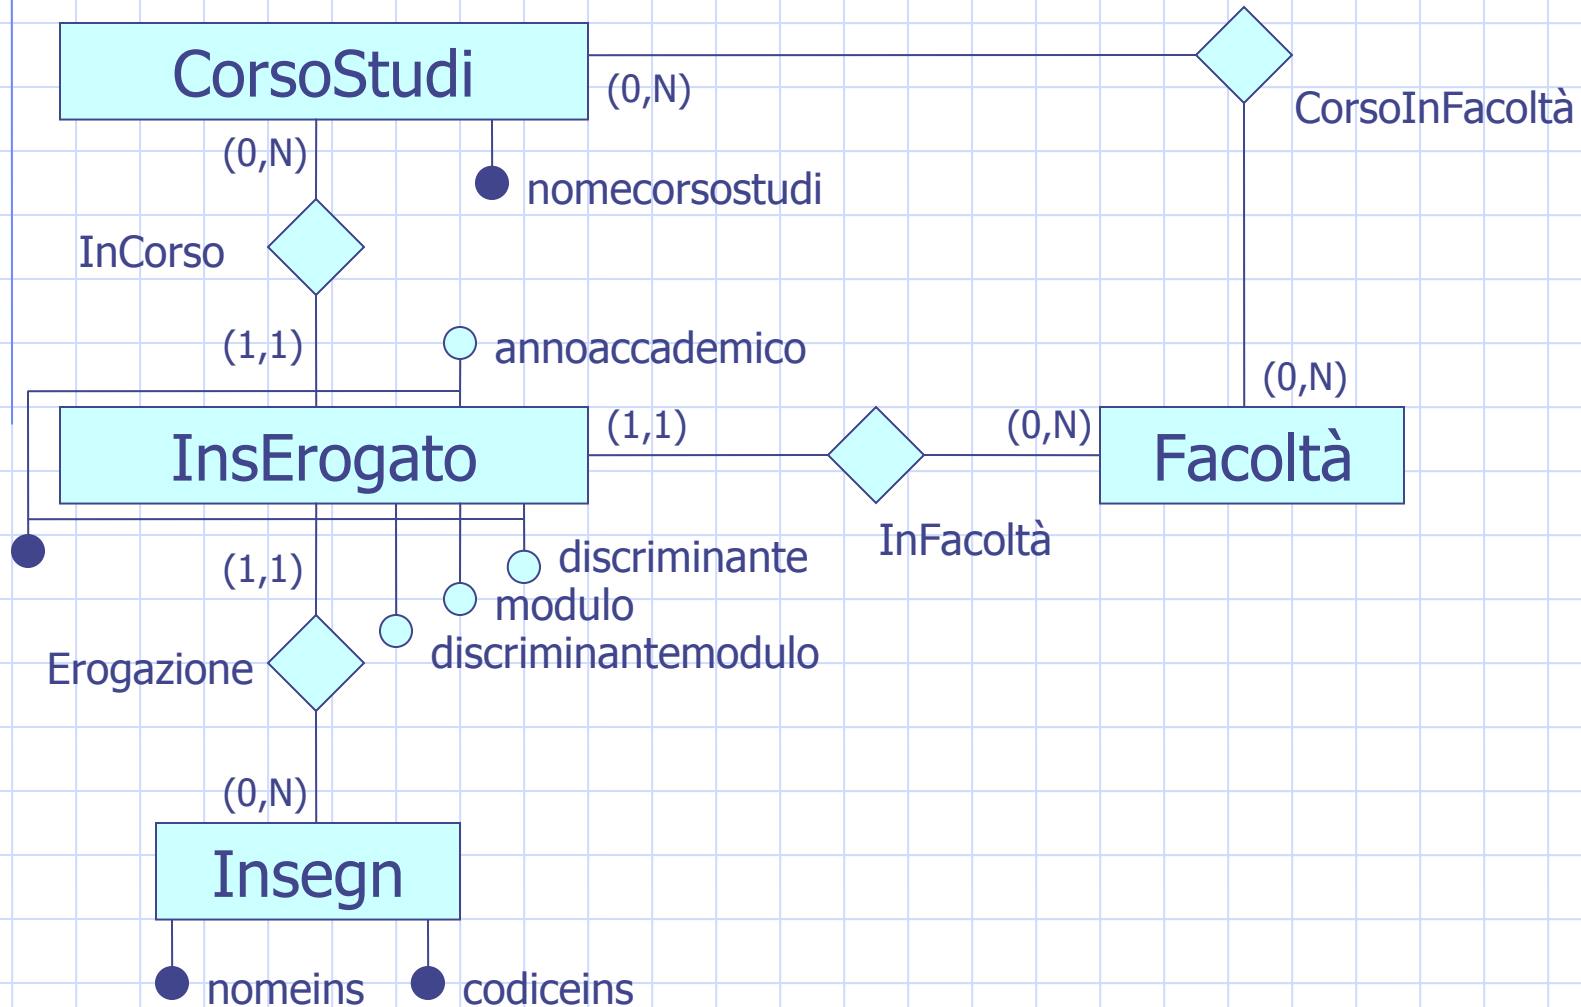 CorsoStudi
(0,N)
CorsoInFacoltà
(0,N)
nomecorsostudi
InCorso
(1,1)
annoaccademico
(0,N)
InsErogato
(1,1)
(0,N)
Facoltà
InFacoltà
(1,1)
discriminante
modulo
discriminantemodulo
Erogazione
(0,N)
Insegn
nomeins
codiceins